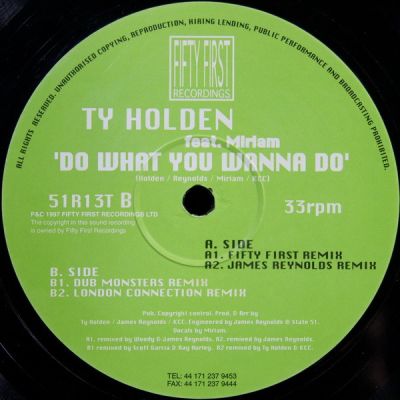 ALL RIGHTS RESERVED. UNAUTHORISED COPYING, REPRODUCTION, HIRING LENDING, PUBLIC PERFORMANCE AND BROADCASTING PROHIBITED.
FIFTY FIRST
RECORDINGS
TY HOLDEN
feat. Miriam
'DO WHAT YOU WANNA DO'
(Holden / Reynolds / Miriam / KCC)
51R13T B
33rpm
P&C 1997 FIFTY FIRST RECORDINGS LTD
The copyright in this sound recording
is owned by Fifty First Recordings
A. SIDE
A1. FIFTY FIRST REMIX
A2. JAMES REYNOLDS REMIX
B. SIDE
B1. DUB MONSTERS REMIX
B2. LONDON CONNECTION REMIX
Pub. Copyright control. Prod. & Arr by
Ty Holden / James Reynolds / KCC. Engineered by James Reynolds @ State 51.
Vocals by Miriam.
A1. remixed by Woody & James Reynolds. A2. remixed by James Reynolds.
B1 remixed by Scott Garcia & Ray Hurley. B2 remixed by Ty Holden & KCC.
TEL: 44 171 237 9453
FAX: 44 171 237 9444